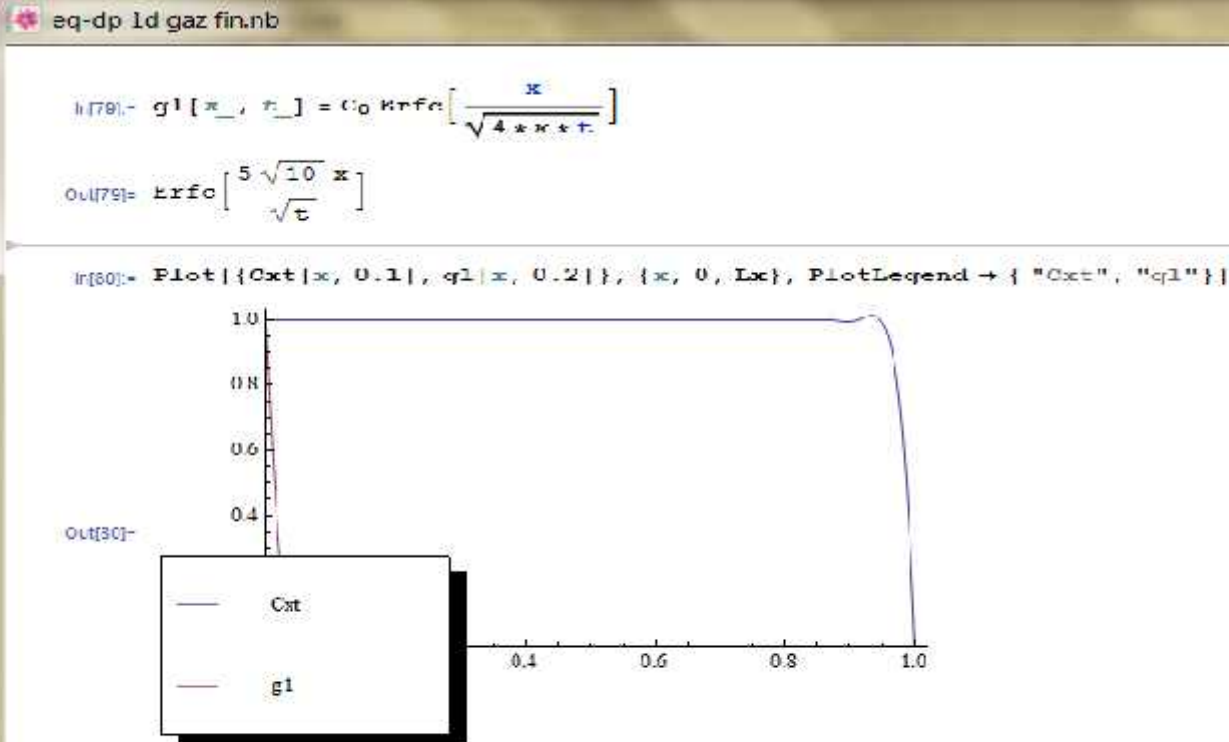 eq-dp 1d gaz fin.nb
In[79]:= g1[x_, t_] = C0 Erfc[x / √4 * κ * t]
Out[79]= Erfc[5 √10 x / √t]
In[80]:= Plot[{Cxt[x, 0.1], g1[x, 0.2]}, {x, 0, Lx}, PlotLegend → { "Cxt", "g1"}]
1.0
0.8
0.6
0.4
Out[80]=
Cxt
g1
0.4 0.6 0.8 1.0